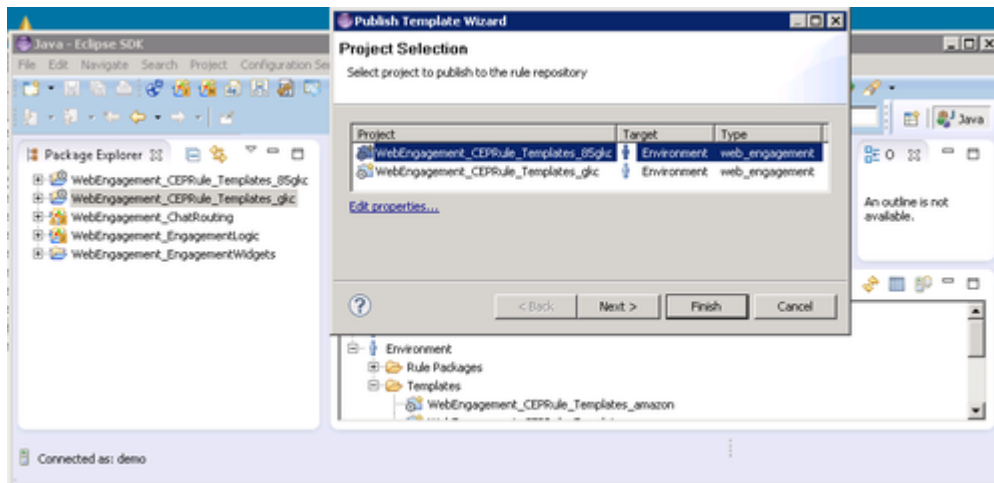 Publish Template Wizard
Java - Eclipse SDK
File Edit Navigate Search Project Configuration Se
Project Selection
Select project to publish to the rule repository
Java
Package Explorer
WebEngagement_CEPRule_Templates_85gkc
WebEngagement_CEPRule_Templates_gkc
WebEngagement_ChatRouting
WebEngagement_EngagementLogic
WebEngagement_EngagementWidgets
Project Target Type
WebEngagement_CEPRule_Templates_85gkc Environment web_engagement
WebEngagement_CEPRule_Templates_gkc Environment web_engagement
Edit properties...
O
An outline is not
available.
< Back Next > Finish Cancel
Environment
Rule Packages
Templates
WebEngagement_CEPRule_Templates_amazon
Connected as: demo